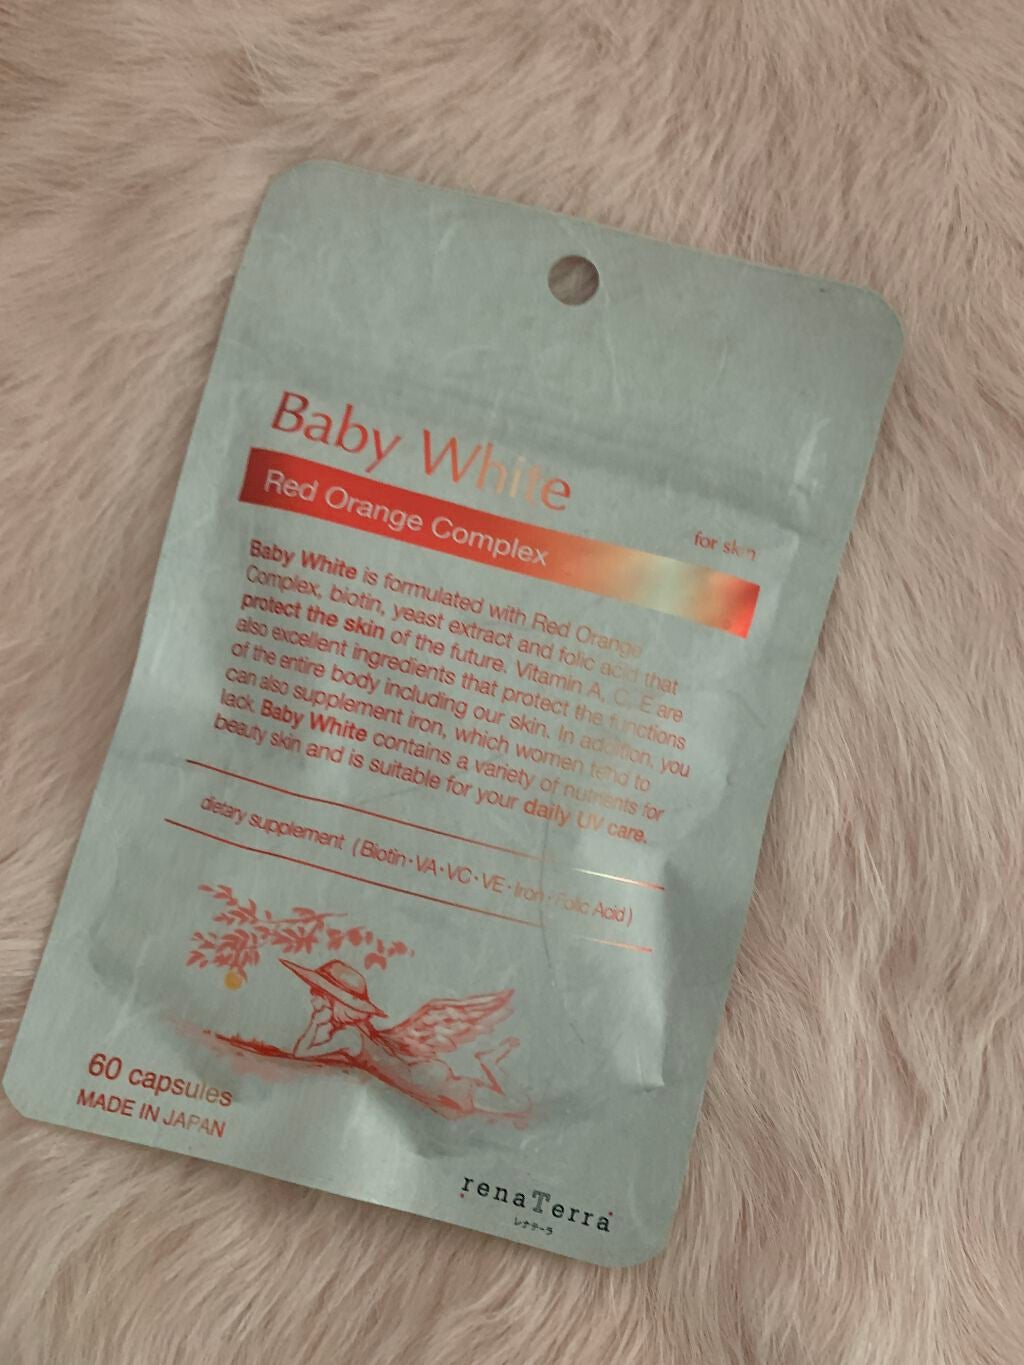 Baby White
Red Orange Complex
for skin
Baby White is formulated with Red Orange
Complex, biotin, yeast extract and folic acid that
protect the skin of the future. Vitamin A, C, E are
also excellent ingredients that protect the functions
of the entire body including our skin. In addition, you
can also supplement iron, which women tend to
lack. Baby White contains a variety of nutrients for
beauty skin and is suitable for your daily UV care.
dietary supplement (Biotin・VA・VC・VE・Iron・Folic Acid)
60 capsules
MADE IN JAPAN
renaTerra
レナテーラ